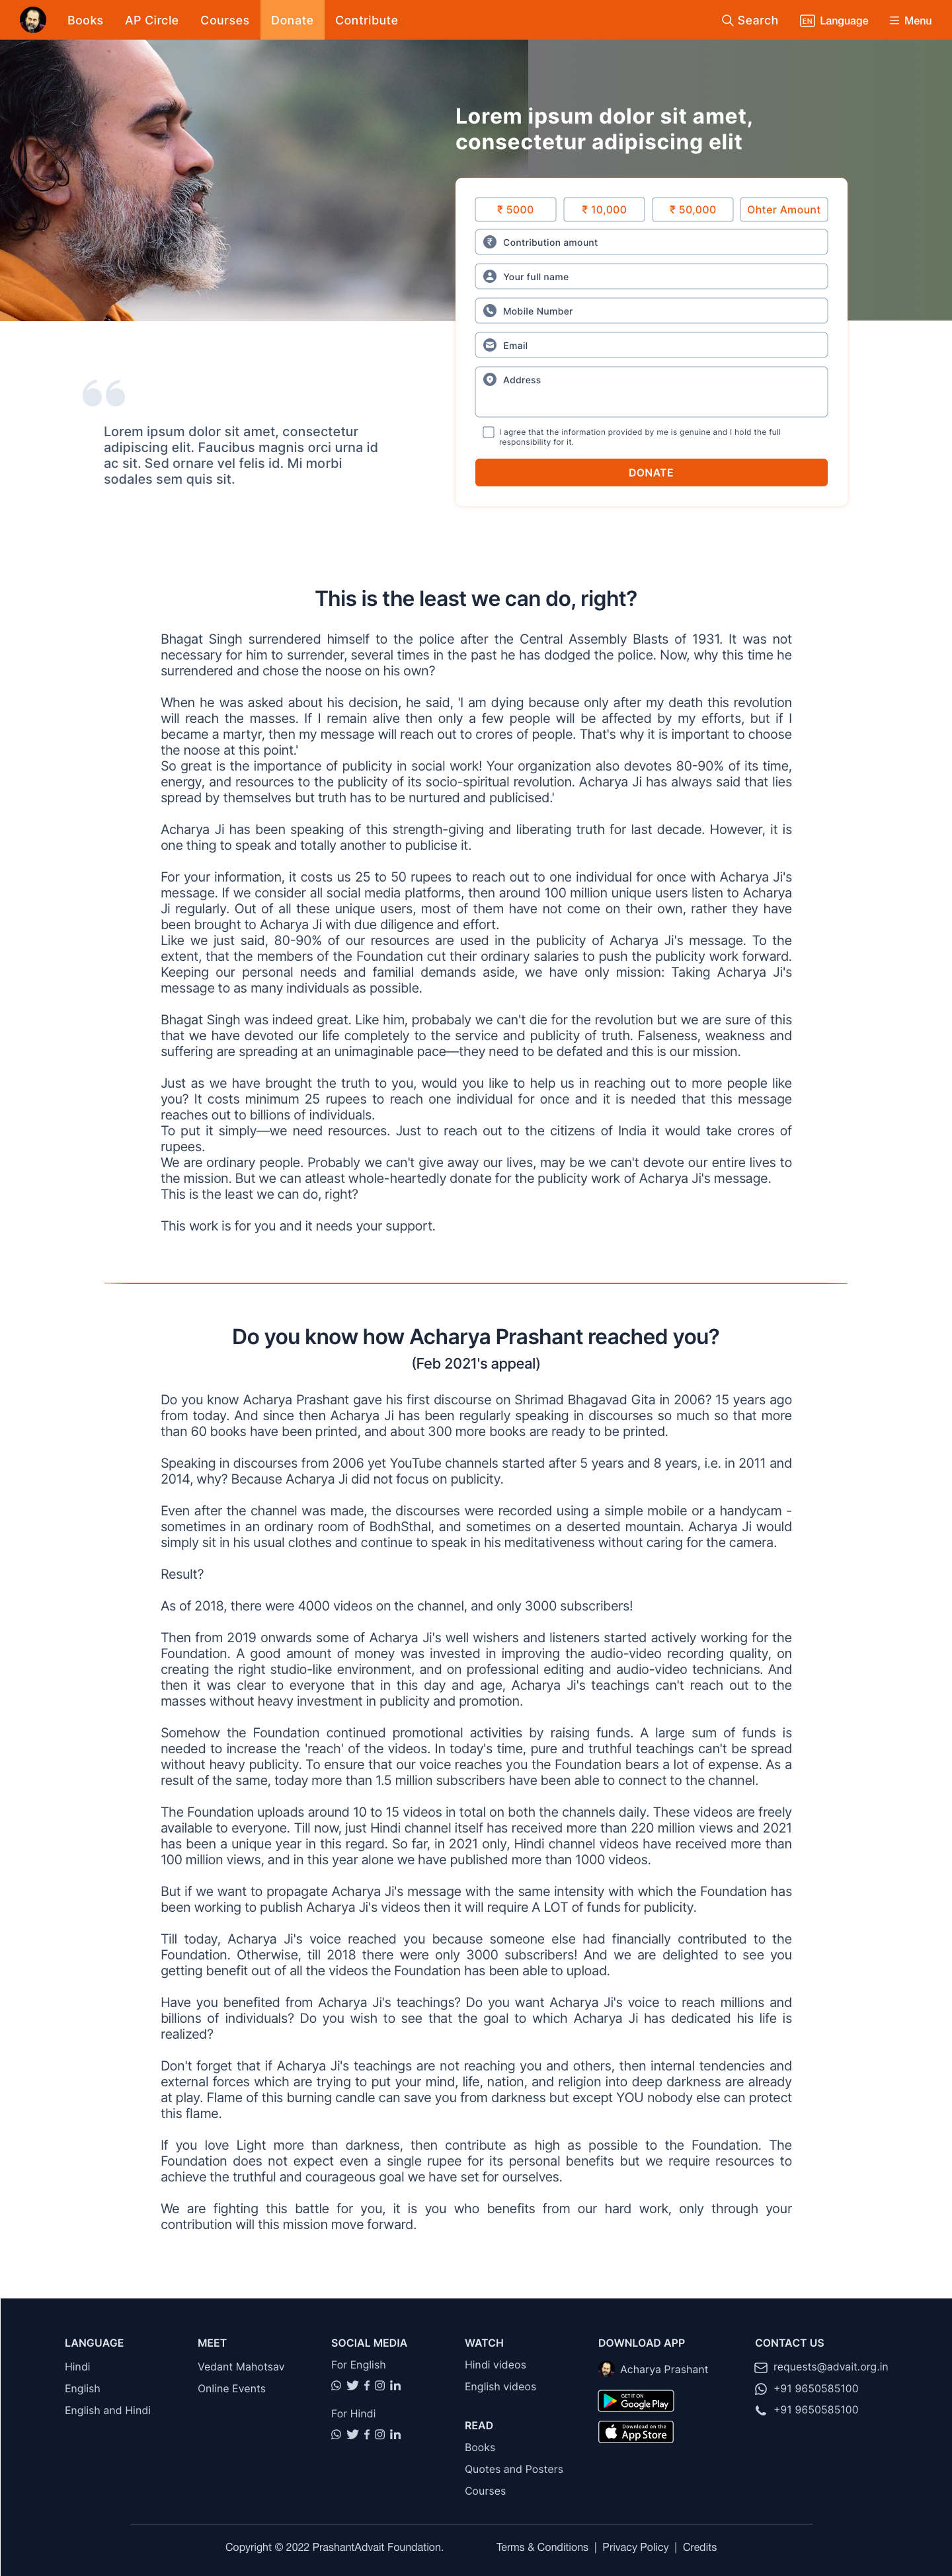 Books AP Circle Courses Donate Contribute Search EN Language Menu
Lorem ipsum dolor sit amet,
consectetur adipiscing elit
₹ 5000 ₹ 10,000 ₹ 50,000 Ohter Amount
Contribution amount
Your full name
Mobile Number
Email
Address
I agree that the information provided by me is genuine and I hold the full
responsibility for it.
DONATE
Lorem ipsum dolor sit amet, consectetur
adipiscing elit. Faucibus magnis orci urna id
ac sit. Sed ornare vel felis id. Mi morbi
sodales sem quis sit.
This is the least we can do, right?
Bhagat Singh surrendered himself to the police after the Central Assembly Blasts of 1931. It was not
necessary for him to surrender, several times in the past he has dodged the police. Now, why this time he
surrendered and chose the noose on his own?
When he was asked about his decision, he said, 'I am dying because only after my death this revolution
will reach the masses. If I remain alive then only a few people will be affected by my efforts, but if I
became a martyr, then my message will reach out to crores of people. That's why it is important to choose
the noose at this point.'
So great is the importance of publicity in social work! Your organization also devotes 80-90% of its time,
energy, and resources to the publicity of its socio-spiritual revolution. Acharya Ji has always said that lies
spread by themselves but truth has to be nurtured and publicised.'
Acharya Ji has been speaking of this strength-giving and liberating truth for last decade. However, it is
one thing to speak and totally another to publicise it.
For your information, it costs us 25 to 50 rupees to reach out to one individual for once with Acharya Ji's
message. If we consider all social media platforms, then around 100 million unique users listen to Acharya
Ji regularly. Out of all these unique users, most of them have not come on their own, rather they have
been brought to Acharya Ji with due diligence and effort.
Like we just said, 80-90% of our resources are used in the publicity of Acharya Ji's message. To the
extent, that the members of the Foundation cut their ordinary salaries to push the publicity work forward.
Keeping our personal needs and familial demands aside, we have only mission: Taking Acharya Ji's
message to as many individuals as possible.
Bhagat Singh was indeed great. Like him, probabaly we can't die for the revolution but we are sure of this
that we have devoted our life completely to the service and publicity of truth. Falseness, weakness and
suffering are spreading at an unimaginable pace—they need to be defated and this is our mission.
Just as we have brought the truth to you, would you like to help us in reaching out to more people like
you? It costs minimum 25 rupees to reach one individual for once and it is needed that this message
reaches out to billions of individuals.
To put it simply—we need resources. Just to reach out to the citizens of India it would take crores of
rupees.
We are ordinary people. Probably we can't give away our lives, may be we can't devote our entire lives to
the mission. But we can atleast whole-heartedly donate for the publicity work of Acharya Ji's message.
This is the least we can do, right?
This work is for you and it needs your support.
Do you know how Acharya Prashant reached you?
(Feb 2021's appeal)
Do you know Acharya Prashant gave his first discourse on Shrimad Bhagavad Gita in 2006? 15 years ago
from today. And since then Acharya Ji has been regularly speaking in discourses so much so that more
than 60 books have been printed, and about 300 more books are ready to be printed.
Speaking in discourses from 2006 yet YouTube channels started after 5 years and 8 years, i.e. in 2011 and
2014, why? Because Acharya Ji did not focus on publicity.
Even after the channel was made, the discourses were recorded using a simple mobile or a handycam -
sometimes in an ordinary room of BodhSthal, and sometimes on a deserted mountain. Acharya Ji would
simply sit in his usual clothes and continue to speak in his meditativeness without caring for the camera.
Result?
As of 2018, there were 4000 videos on the channel, and only 3000 subscribers!
Then from 2019 onwards some of Acharya Ji's well wishers and listeners started actively working for the
Foundation. A good amount of money was invested in improving the audio-video recording quality, on
creating the right studio-like environment, and on professional editing and audio-video technicians. And
then it was clear to everyone that in this day and age, Acharya Ji's teachings can't reach out to the
masses without heavy investment in publicity and promotion.
Somehow the Foundation continued promotional activities by raising funds. A large sum of funds is
needed to increase the 'reach' of the videos. In today's time, pure and truthful teachings can't be spread
without heavy publicity. To ensure that our voice reaches you the Foundation bears a lot of expense. As a
result of the same, today more than 1.5 million subscribers have been able to connect to the channel.
The Foundation uploads around 10 to 15 videos in total on both the channels daily. These videos are freely
available to everyone. Till now, just Hindi channel itself has received more than 220 million views and 2021
has been a unique year in this regard. So far, in 2021 only, Hindi channel videos have received more than
100 million views, and in this year alone we have published more than 1000 videos.
But if we want to propagate Acharya Ji's message with the same intensity with which the Foundation has
been working to publish Acharya Ji's videos then it will require A LOT of funds for publicity.
Till today, Acharya Ji's voice reached you because someone else had financially contributed to the
Foundation. Otherwise, till 2018 there were only 3000 subscribers! And we are delighted to see you
getting benefit out of all the videos the Foundation has been able to upload.
Have you benefited from Acharya Ji's teachings? Do you want Acharya Ji's voice to reach millions and
billions of individuals? Do you wish to see that the goal to which Acharya Ji has dedicated his life is
realized?
Don't forget that if Acharya Ji's teachings are not reaching you and others, then internal tendencies and
external forces which are trying to put your mind, life, nation, and religion into deep darkness are already
at play. Flame of this burning candle can save you from darkness but except YOU nobody else can protect
this flame.
If you love Light more than darkness, then contribute as high as possible to the Foundation. The
Foundation does not expect even a single rupee for its personal benefits but we require resources to
achieve the truthful and courageous goal we have set for ourselves.
We are fighting this battle for you, it is you who benefits from our hard work, only through your
contribution will this mission move forward.
LANGUAGE
Hindi
English
English and Hindi
MEET
Vedant Mahotsav
Online Events
SOCIAL MEDIA
For English
For Hindi
WATCH
Hindi videos
English videos
READ
Books
Quotes and Posters
Courses
DOWNLOAD APP
Acharya Prashant
GET IT ON
Google Play
Download on the
App Store
CONTACT US
requests@advait.org.in
+91 9650585100
+91 9650585100
Copyright © 2022 PrashantAdvait Foundation. Terms & Conditions | Privacy Policy | Credits